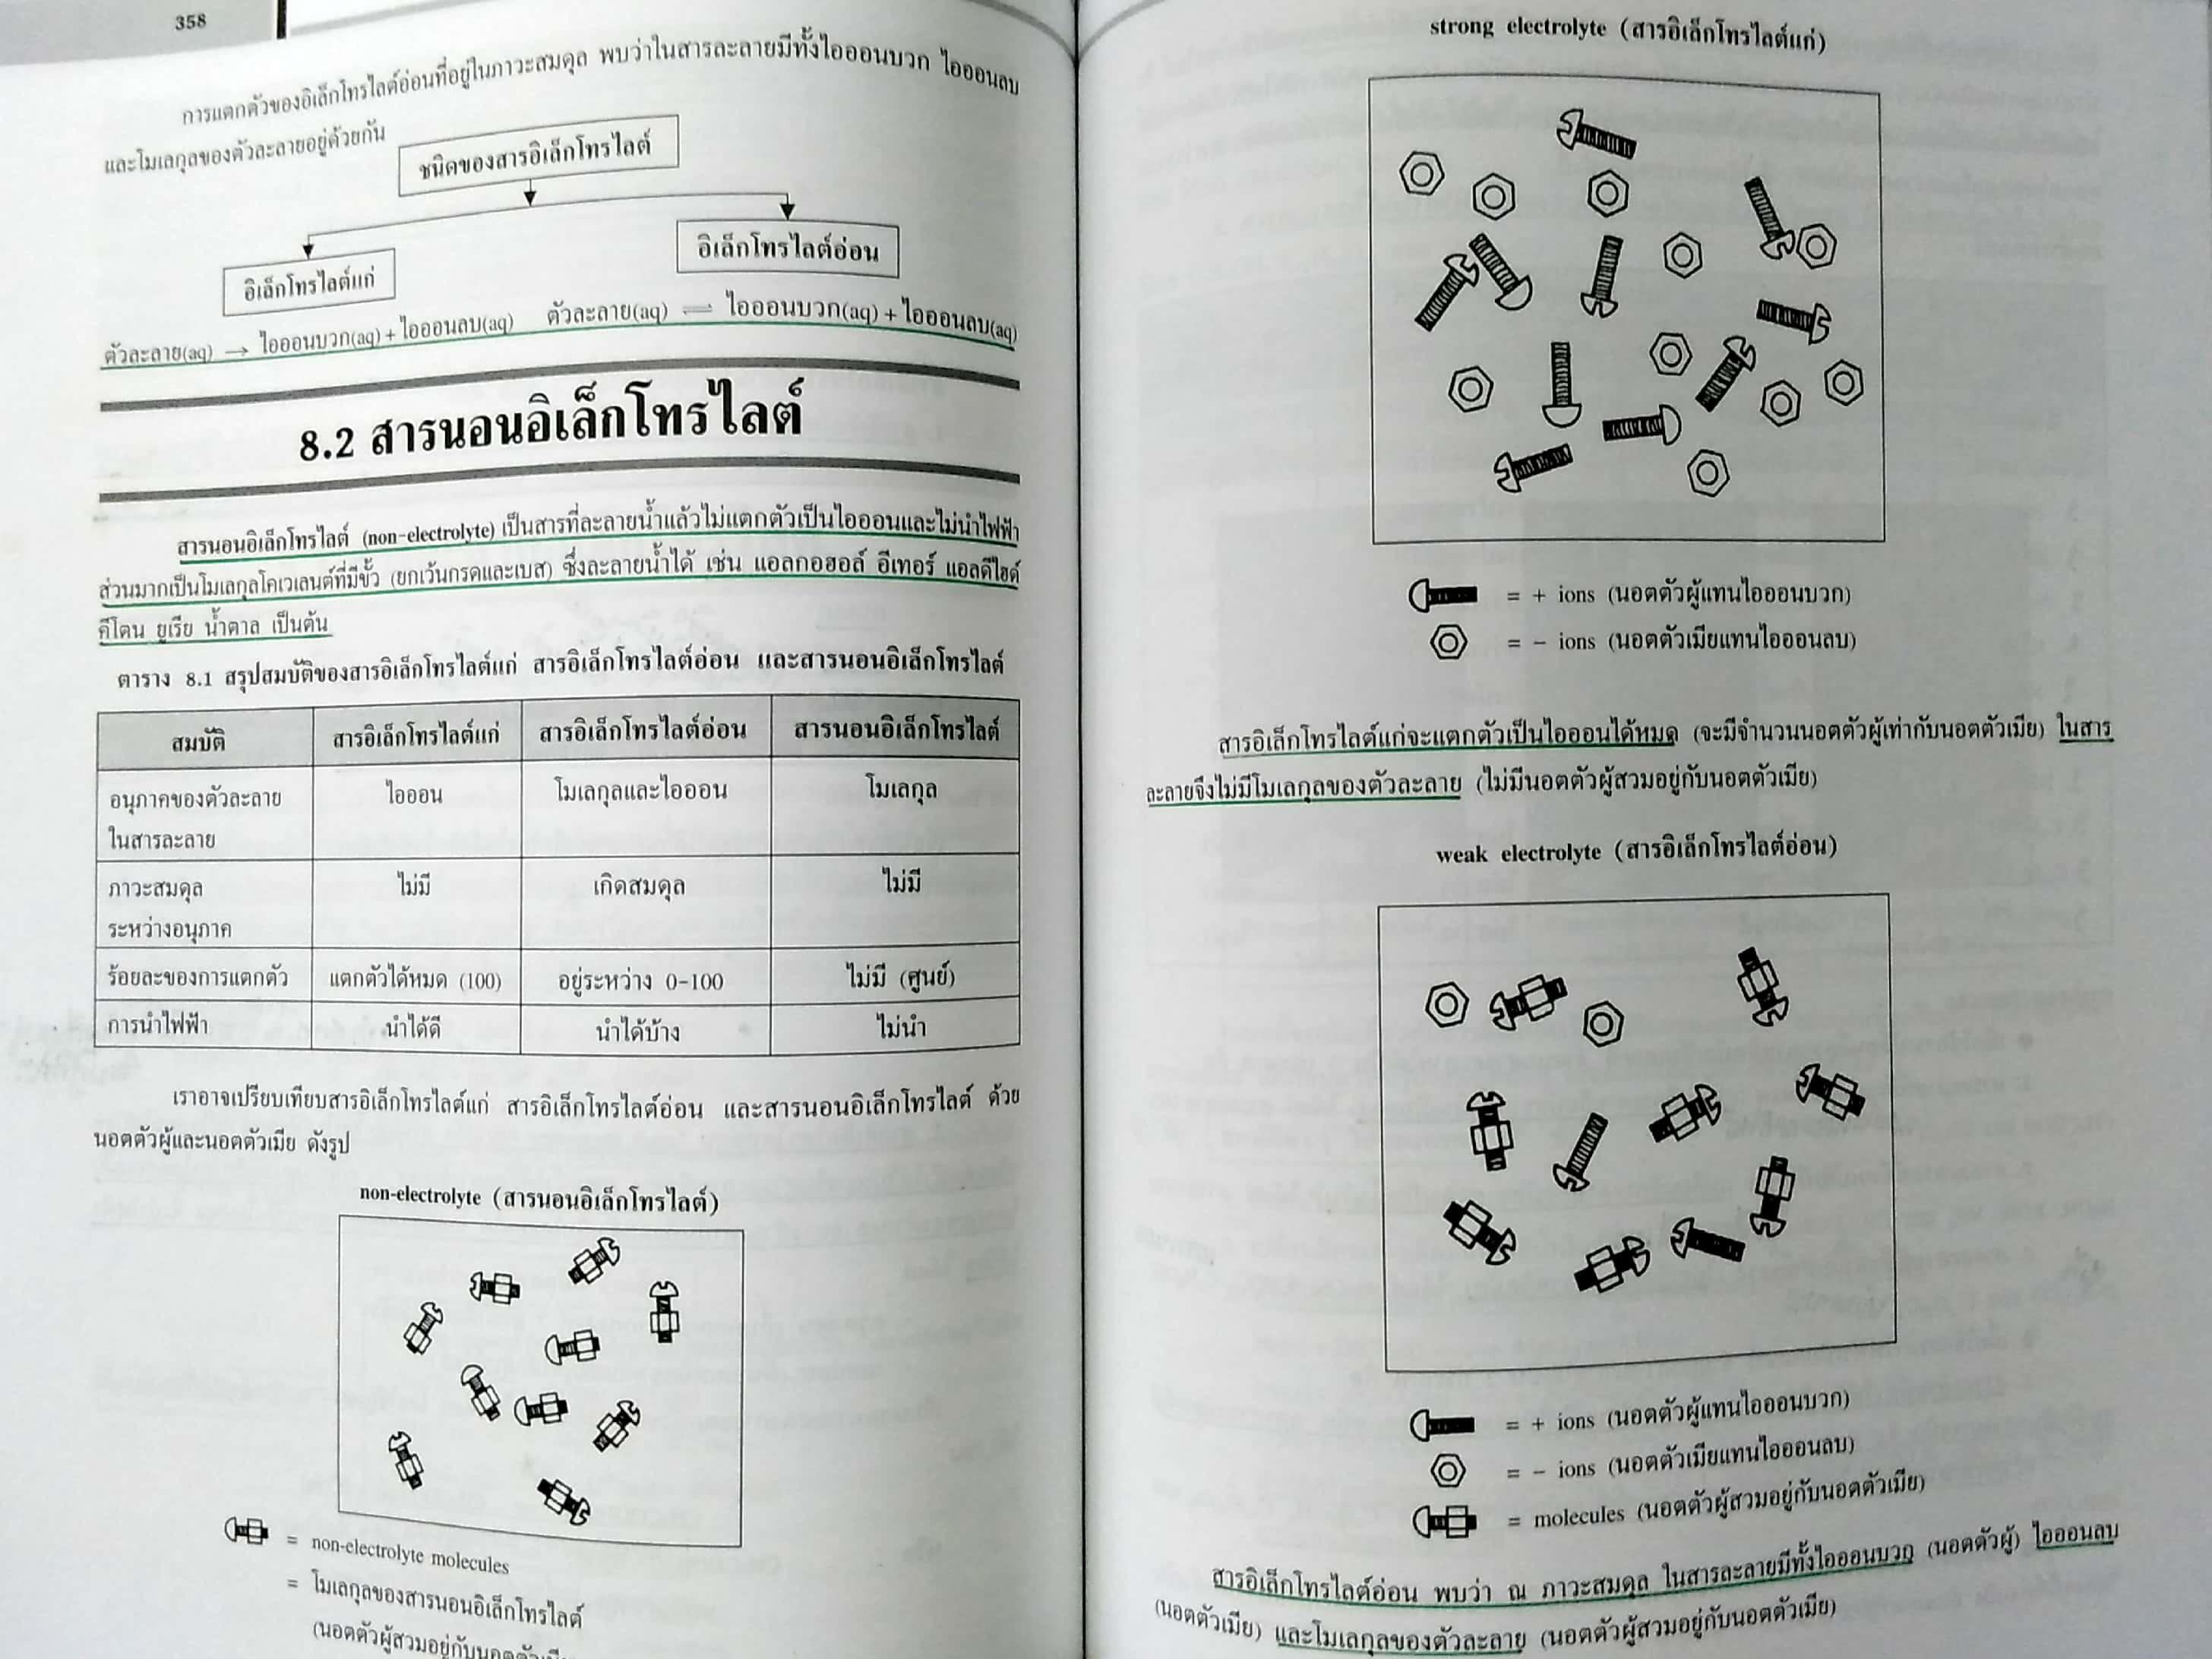 358
การแตกตัวของอิเล็กโทรไลต์อ่อนที่อยู่ในภาวะสมดุล พบว่าในสารละลายมีทั้งไอออนบวก ไอออนลบ
และโมเลกุลของตัวละลายอยู่ด้วยกัน
ชนิดของสารอิเล็กโทรไลต์
อิเล็กโทรไลต์แก่
อิเล็กโทรไลต์อ่อน
ตัวละลาย(aq) → ไอออนบวก(aq) + ไอออนลบ(aq)
ตัวละลาย(aq) ⇌ ไอออนบวก(aq) + ไอออนลบ(aq)
8.2 สารนอนอิเล็กโทรไลต์
สารนอนอิเล็กโทรไลต์ (non-electrolyte) เป็นสารที่ละลายน้ำแล้วไม่แตกตัวเป็นไอออนและไม่นำไฟฟ้า
ส่วนมากเป็นโมเลกุลโคเวเลนต์ที่มีขั้ว (ยกเว้นกรดและเบส) ซึ่งละลายน้ำได้ เช่น แอลกอฮอล์ อีเทอร์ แอลดีไฮด์
คีโตน ยูเรีย น้ำตาล เป็นต้น
ตาราง 8.1 สรุปสมบัติของสารอิเล็กโทรไลต์แก่ สารอิเล็กโทรไลต์อ่อน และสารนอนอิเล็กโทรไลต์
สมบัติ สารอิเล็กโทรไลต์แก่ สารอิเล็กโทรไลต์อ่อน สารนอนอิเล็กโทรไลต์
อนุภาคของตัวละลาย ไอออน โมเลกุลและไอออน โมเลกุล
ในสารละลาย
ภาวะสมดุล ไม่มี เกิดสมดุล ไม่มี
ระหว่างอนุภาค
ร้อยละของการแตกตัว แตกตัวได้หมด (100) อยู่ระหว่าง 0-100 ไม่มี (ศูนย์)
การนำไฟฟ้า นำได้ดี นำได้บ้าง ไม่นำ
เราอาจเปรียบเทียบสารอิเล็กโทรไลต์แก่ สารอิเล็กโทรไลต์อ่อน และสารนอนอิเล็กโทรไลต์ ด้วย
นอตตัวผู้และนอตตัวเมีย ดังรูป
non-electrolyte (สารนอนอิเล็กโทรไลต์)
= non-electrolyte molecules
= โมเลกุลของสารนอนอิเล็กโทรไลต์
(นอตตัวผู้สวมอยู่กับนอตตัวเมีย
strong electrolyte (สารอิเล็กโทรไลต์แก่)
= + ions (นอตตัวผู้แทนไอออนบวก)
= − ions (นอตตัวเมียแทนไอออนลบ)
สารอิเล็กโทรไลต์แก่จะแตกตัวเป็นไอออนได้หมด (จะมีจำนวนนอตตัวผู้เท่ากับนอตตัวเมีย) ในสาร
ละลายจึงไม่มีโมเลกุลของตัวละลาย (ไม่มีนอตตัวผู้สวมอยู่กับนอตตัวเมีย)
weak electrolyte (สารอิเล็กโทรไลต์อ่อน)
= + ions (นอตตัวผู้แทนไอออนบวก)
= − ions (นอตตัวเมียแทนไอออนลบ)
= molecules (นอตตัวผู้สวมอยู่กับนอตตัวเมีย)
สารอิเล็กโทรไลต์อ่อน พบว่า ณ ภาวะสมดุล ในสารละลายมีทั้งไอออนบวก (นอตตัวผู้) ไอออนลบ
(นอตตัวเมีย) และโมเลกุลของตัวละลาย (นอตตัวผู้สวมอยู่กับนอตตัวเมีย)